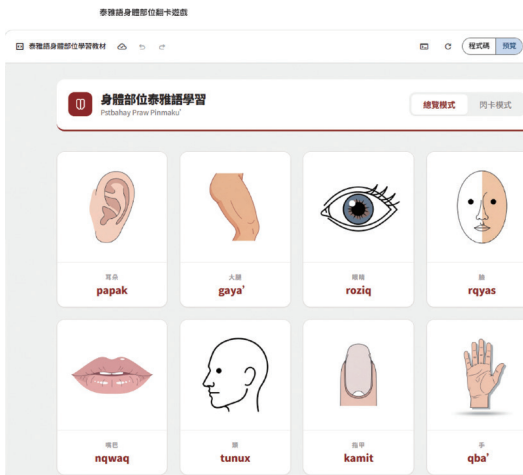 泰雅語身體部位翻卡遊戲
泰雅語身體部位學習教材
程式碼 預覽
身體部位泰雅語學習
Pstbahay Praw Pinmaku'
總覽模式 閃卡模式
耳朵 大腿 眼睛 臉
papak gaya’ roziq rqyas
嘴巴 頭 指甲 手
nqwaq tunux kamit qba’